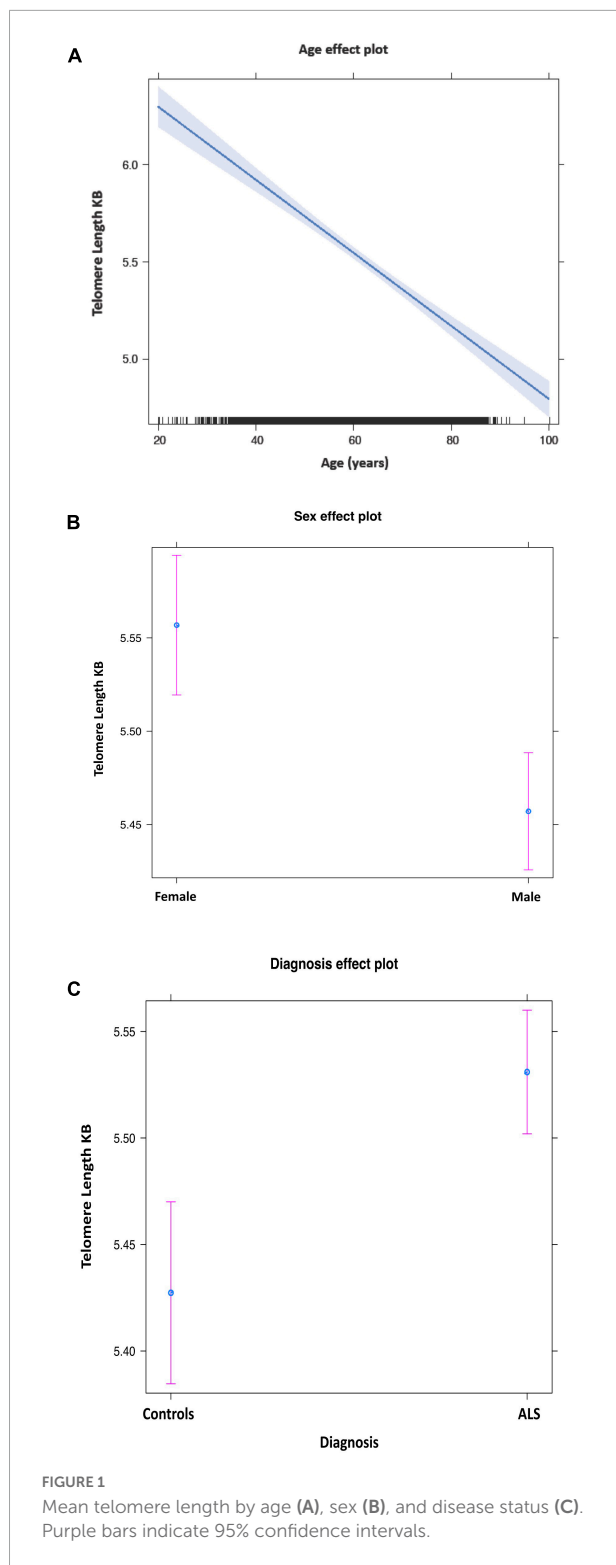 A
Age effect plot
Telomere Length KB
6.0
5.5
5.0
20 40 60 80 100
Age (years)
B
Sex effect plot
Telomere Length KB
5.55
5.50
5.45
Female Male
Diagnosis effect plot
C
Telomere Length KB
5.55
5.50
5.45
5.40
Controls ALS
Diagnosis
FIGURE 1
Mean telomere length by age (A), sex (B), and disease status (C).
Purple bars indicate 95% confidence intervals.